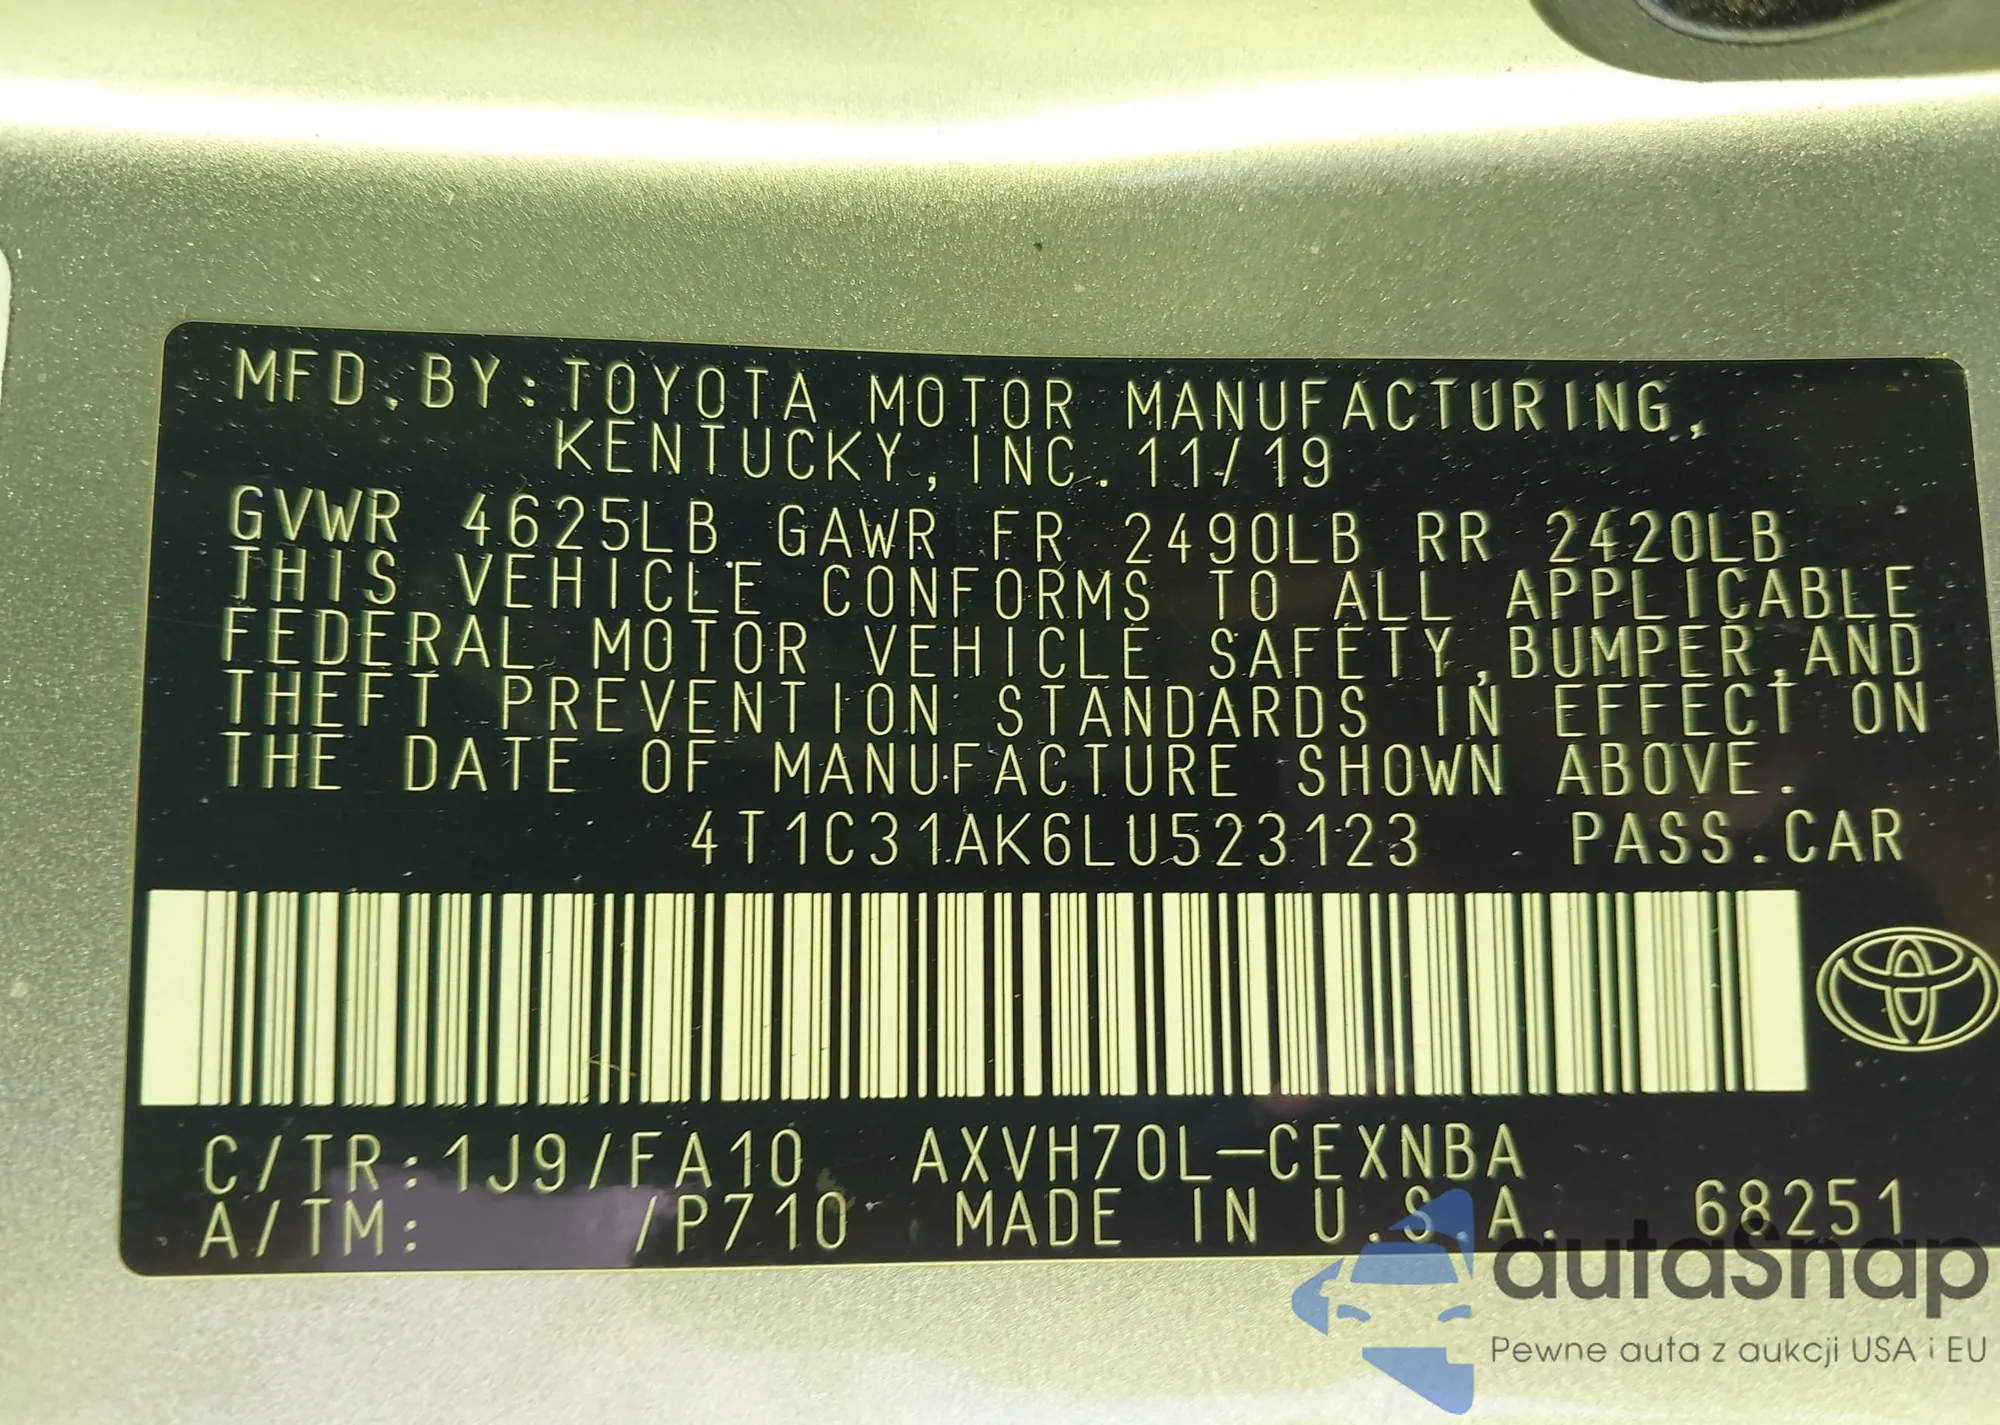 MFD.BY:TOYOTA MOTOR MANUFACTURING,
KENTUCKY,INC. 11/19
GVWR 4625LB GAWR FR 2490LB RR 2420LB
THIS VEHICLE CONFORMS TO ALL APPLICABLE
FEDERAL MOTOR VEHICLE SAFETY,BUMPER,AND
THEFT PREVENTION STANDARDS IN EFFECT ON
THE DATE OF MANUFACTURE SHOWN ABOVE.
4T1C31AK6LU523123 PASS.CAR
C/TR:1J9/FA10 AXVH70L-CEXNBA
A/TM: /P710 MADE IN U.S.A. 68251
autoSnap
Pewne auta z aukcji USA i EU